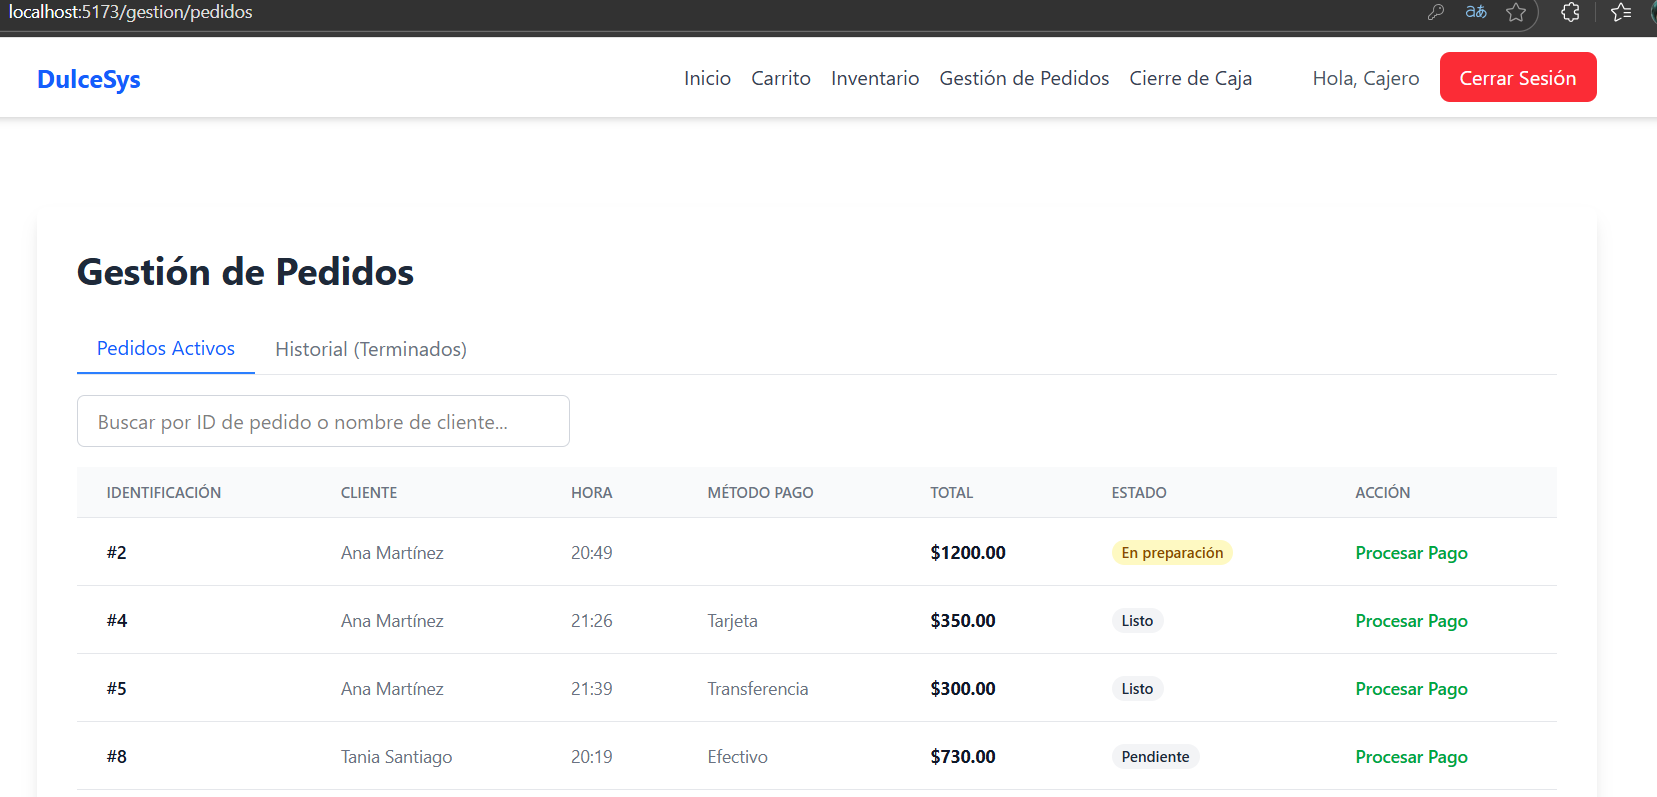 localhost:5173/gestion/pedidos
aあ
DulceSys
Inicio Carrito Inventario Gestión de Pedidos Cierre de Caja Hola, Cajero Cerrar Sesión
Gestión de Pedidos
Pedidos Activos Historial (Terminados)
Buscar por ID de pedido o nombre de cliente...
IDENTIFICACIÓN CLIENTE HORA MÉTODO PAGO TOTAL ESTADO ACCIÓN
#2 Ana Martínez 20:49 $1200.00 En preparación Procesar Pago
#4 Ana Martínez 21:26 Tarjeta $350.00 Listo Procesar Pago
#5 Ana Martínez 21:39 Transferencia $300.00 Listo Procesar Pago
#8 Tania Santiago 20:19 Efectivo $730.00 Pendiente Procesar Pago